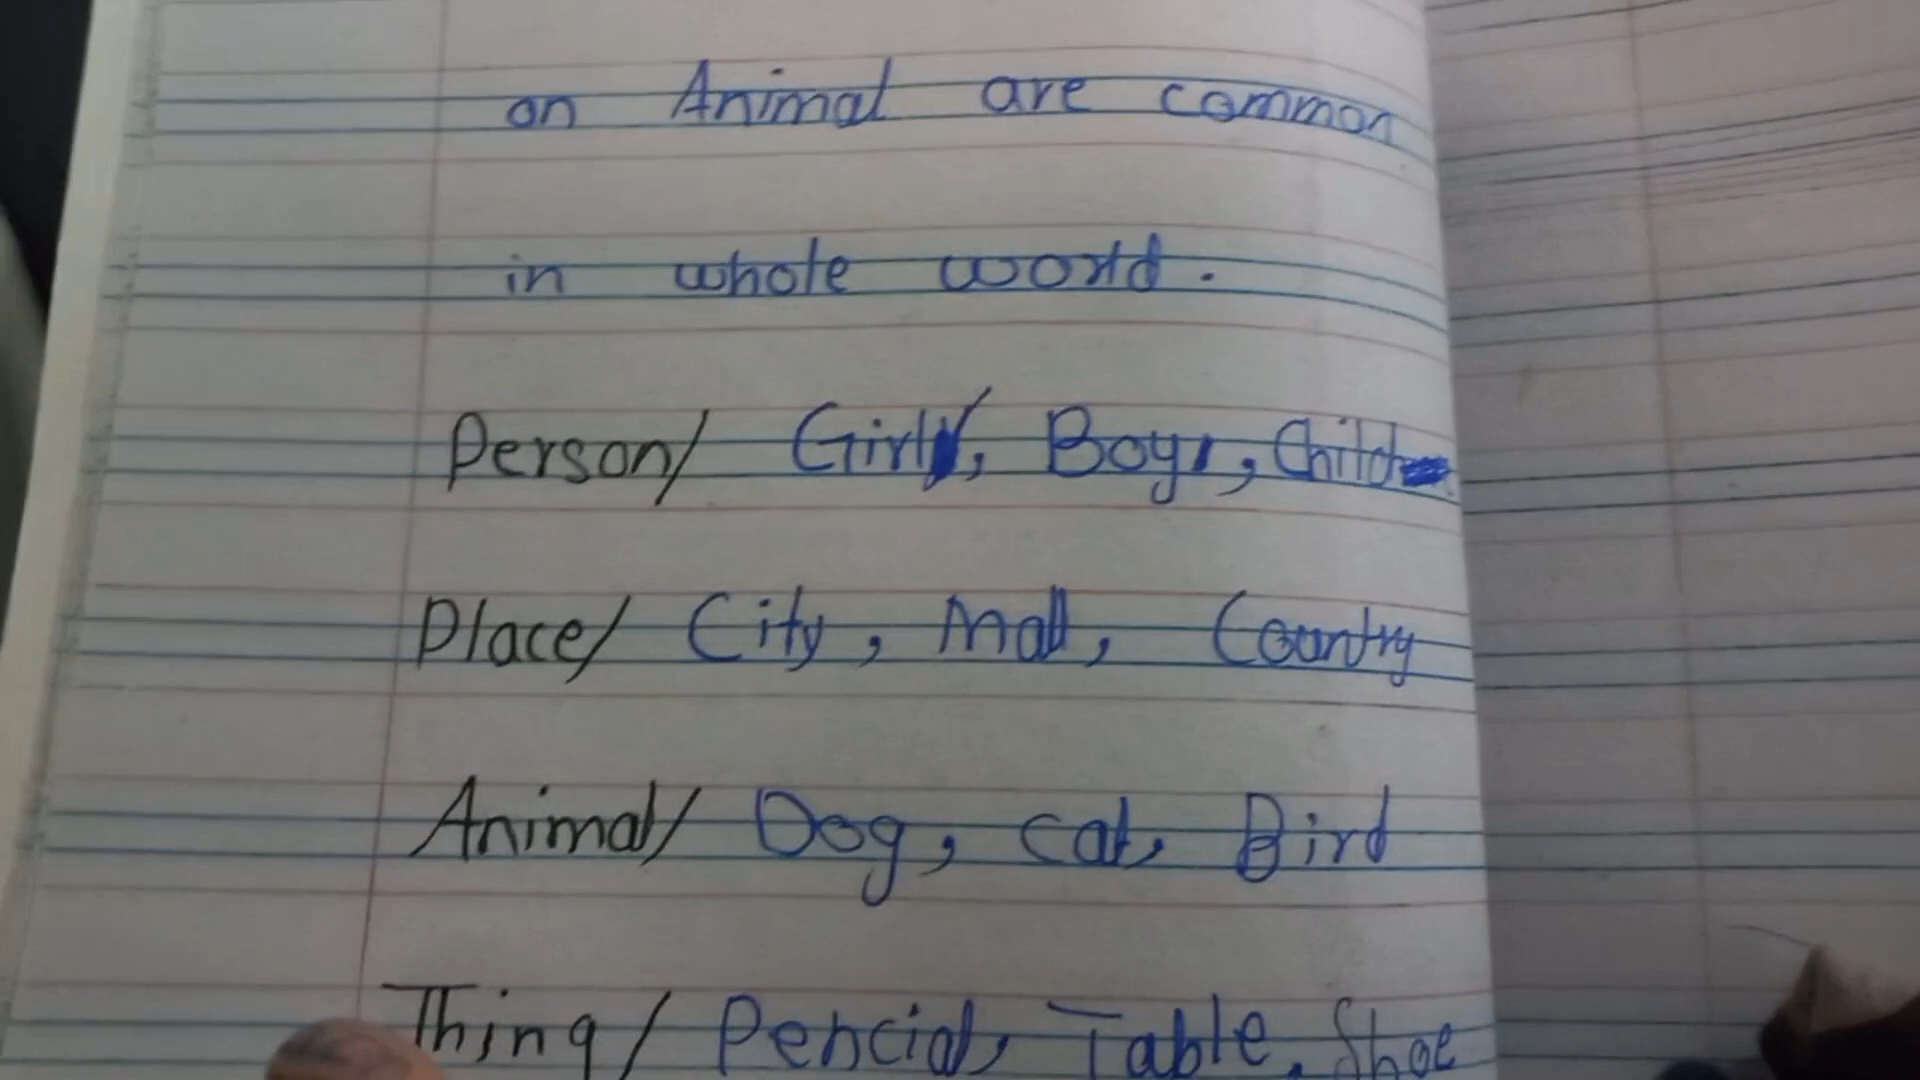 on Animal are common
in whole world.
Person/ Girl, Boy, Child
Place/ City, Mall, Country
Animal/ Dog, cat, Bird
Thing/ Pencial, Table, Shoe